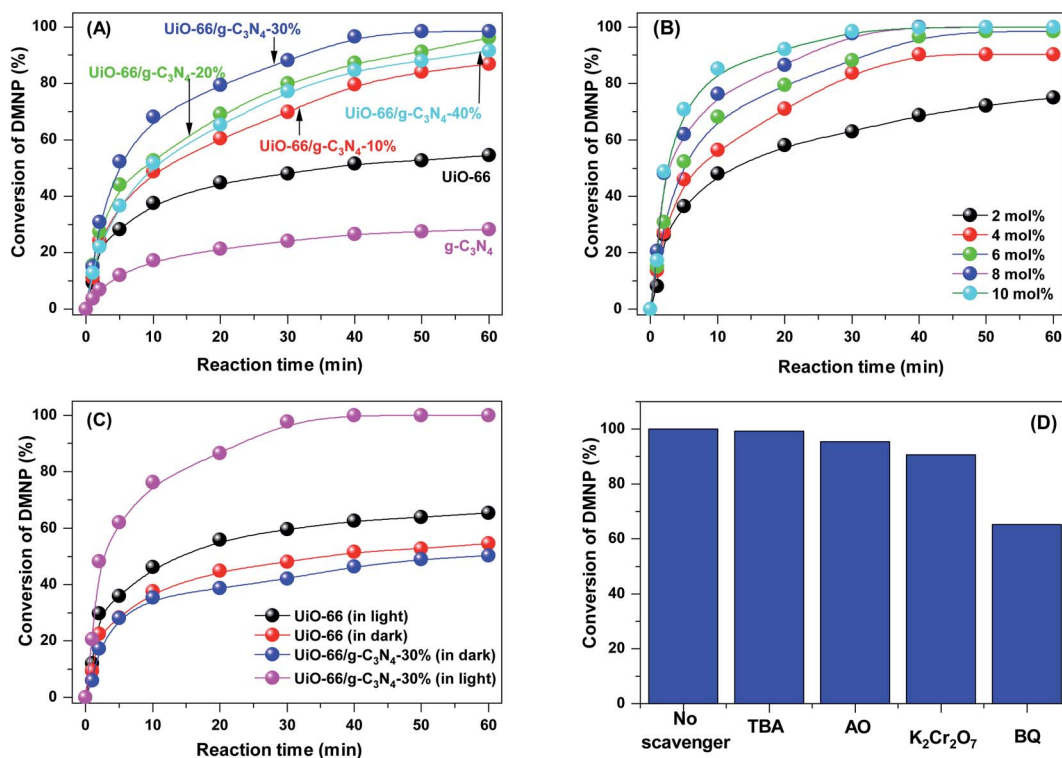 (A)
UiO-66/g-C₃N₄-30%
UiO-66/g-C₃N₄-20%
UiO-66/g-C₃N₄-40%
UiO-66/g-C₃N₄-10%
UiO-66
g-C₃N₄
Conversion of DMNP (%)
100
80
60
40
20
0
0 10 20 30 40 50 60
Reaction time (min)
(B)
Conversion of DMNP (%)
100
80
60
40
20
0
2 mol%
4 mol%
6 mol%
8 mol%
10 mol%
0 10 20 30 40 50 60
Reaction time (min)
(C)
Conversion of DMNP (%)
100
80
60
40
20
0
UiO-66 (in light)
UiO-66 (in dark)
UiO-66/g-C₃N₄-30% (in dark)
UiO-66/g-C₃N₄-30% (in light)
0 10 20 30 40 50 60
Reaction time (min)
(D)
Conversion of DMNP (%)
100
80
60
40
20
0
No
scavenger
TBA
AO
K₂Cr₂O₇
BQ